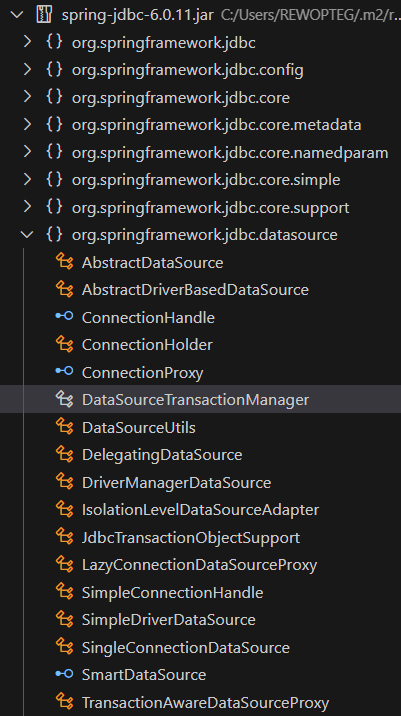 spring-jdbc-6.0.11.jar C:/Users/REWOPTEG/.m2/r...
{} org.springframework.jdbc
{} org.springframework.jdbc.config
{} org.springframework.jdbc.core
{} org.springframework.jdbc.core.metadata
{} org.springframework.jdbc.core.namedparam
{} org.springframework.jdbc.core.simple
{} org.springframework.jdbc.core.support
{} org.springframework.jdbc.datasource
AbstractDataSource
AbstractDriverBasedDataSource
ConnectionHandle
ConnectionHolder
ConnectionProxy
DataSourceTransactionManager
DataSourceUtils
DelegatingDataSource
DriverManagerDataSource
IsolationLevelDataSourceAdapter
JdbcTransactionObjectSupport
LazyConnectionDataSourceProxy
SimpleConnectionHandle
SimpleDriverDataSource
SingleConnectionDataSource
SmartDataSource
TransactionAwareDataSourceProxy